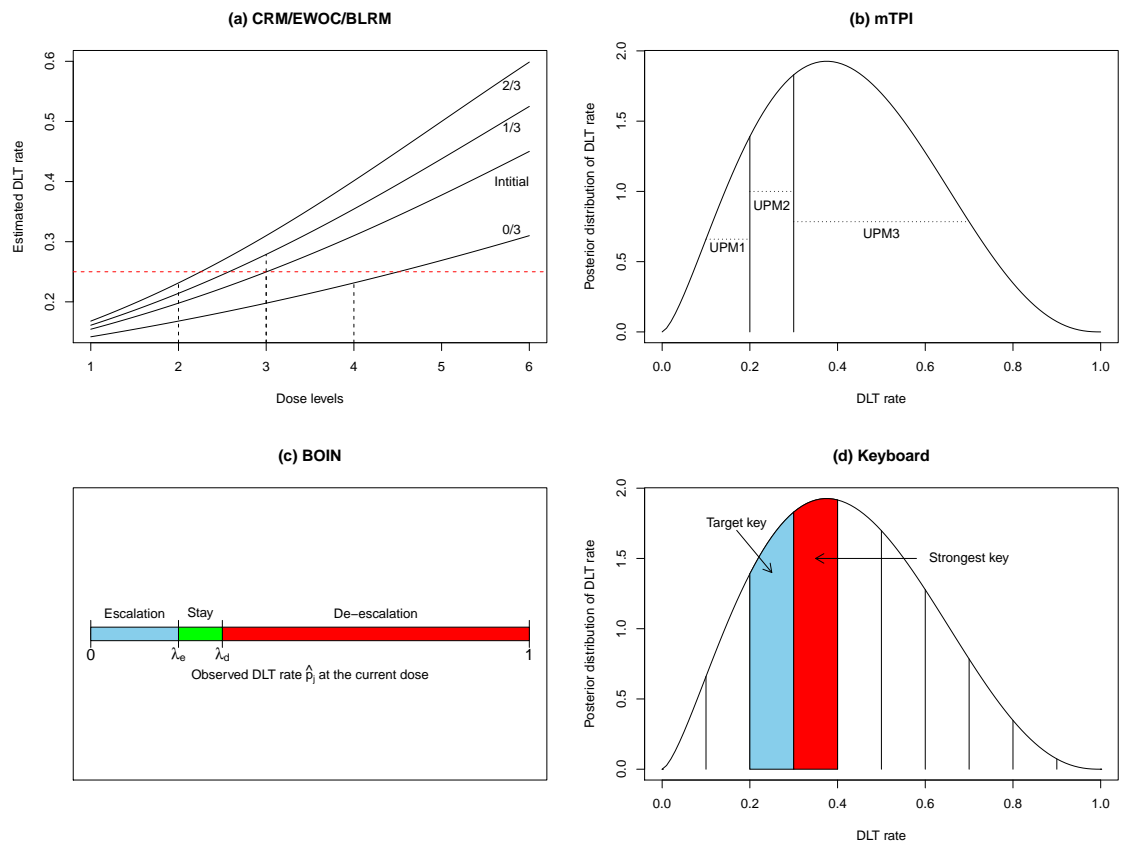 (a) CRM/EWOC/BLRM
Estimated DLT rate
0.6
0.5
0.4
0.3
0.2
2/3
1/3
Intitial
0/3
1 2 3 4 5 6
Dose levels
(b) mTPI
Posterior distribution of DLT rate
2.0
1.5
1.0
0.5
0.0
UPM1
UPM2
UPM3
0.0 0.2 0.4 0.6 0.8 1.0
DLT rate
(c) BOIN
Escalation Stay De−escalation
0 λe λd 1
Observed DLT rate p̂j at the current dose
(d) Keyboard
Posterior distribution of DLT rate
2.0
1.5
1.0
0.5
0.0
Target key
Strongest key
0.0 0.2 0.4 0.6 0.8 1.0
DLT rate